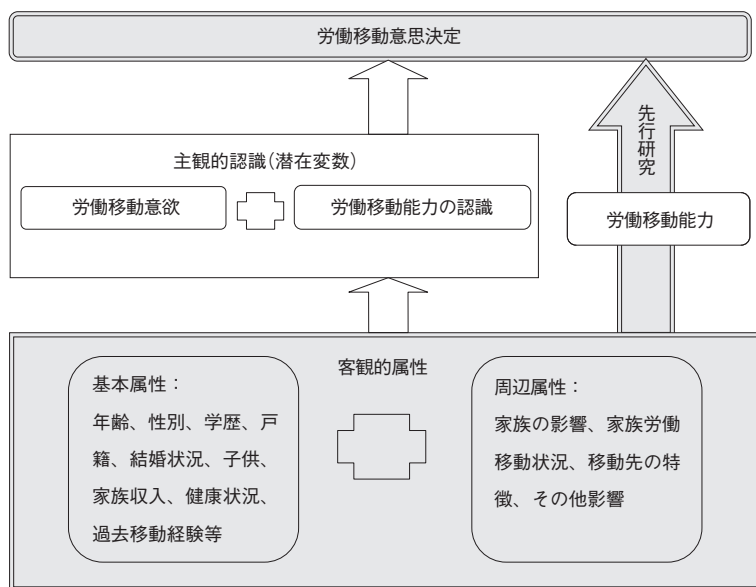 労働移動意思決定
先行研究
主観的認識(潜在変数)
労働移動意欲
労働移動能力の認識
労働移動能力
客観的属性
基本属性：
年齢、性別、学歴、戸
籍、結婚状況、子供、
家族収入、健康状況、
過去移動経験等
周辺属性：
家族の影響、家族労働
移動状況、移動先の特
徴、その他影響